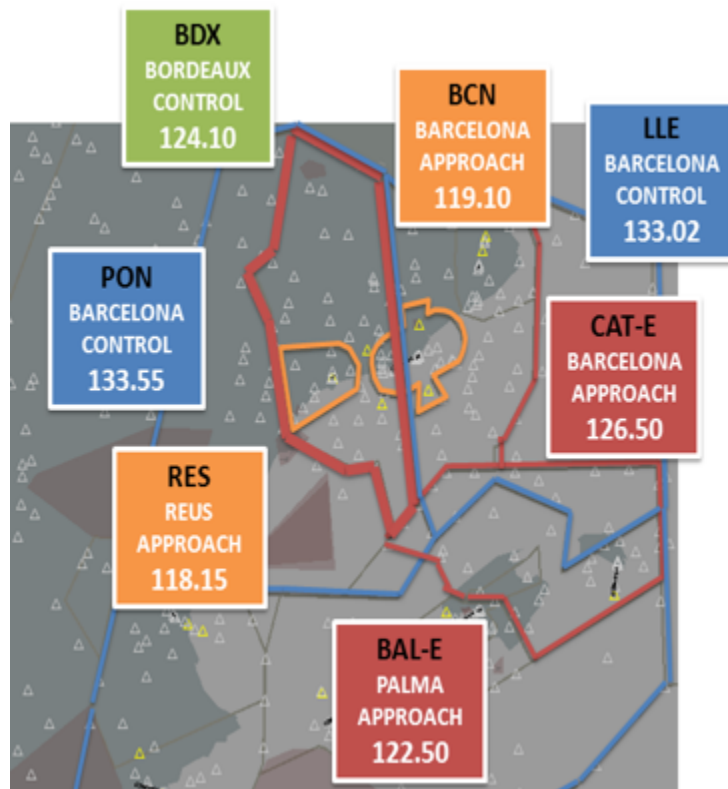 BDX
BORDEAUX
CONTROL
124.10
BCN
BARCELONA
APPROACH
119.10
LLE
BARCELONA
CONTROL
133.02
PON
BARCELONA
CONTROL
133.55
CAT-E
BARCELONA
APPROACH
126.50
RES
REUS
APPROACH
118.15
BAL-E
PALMA
APPROACH
122.50